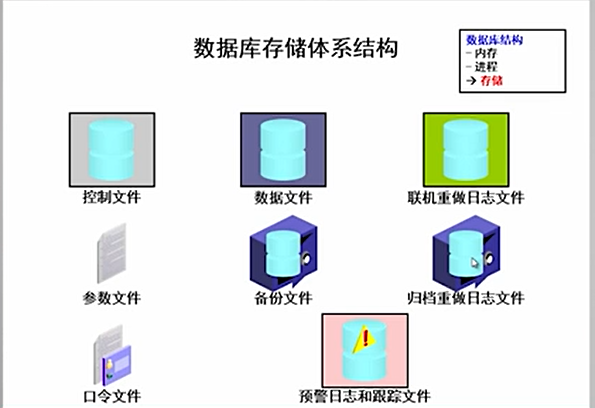 数据库存储体系结构
数据库结构
– 内存
– 进程
→ 存储
控制文件
数据文件
联机重做日志文件
参数文件
备份文件
归档重做日志文件
口令文件
预警日志和跟踪文件